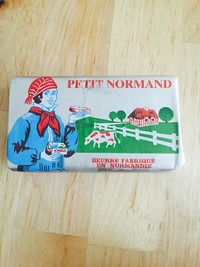 PETIT NORMAND
BEURRE FABRIQUÉ
EN NORMANDIE